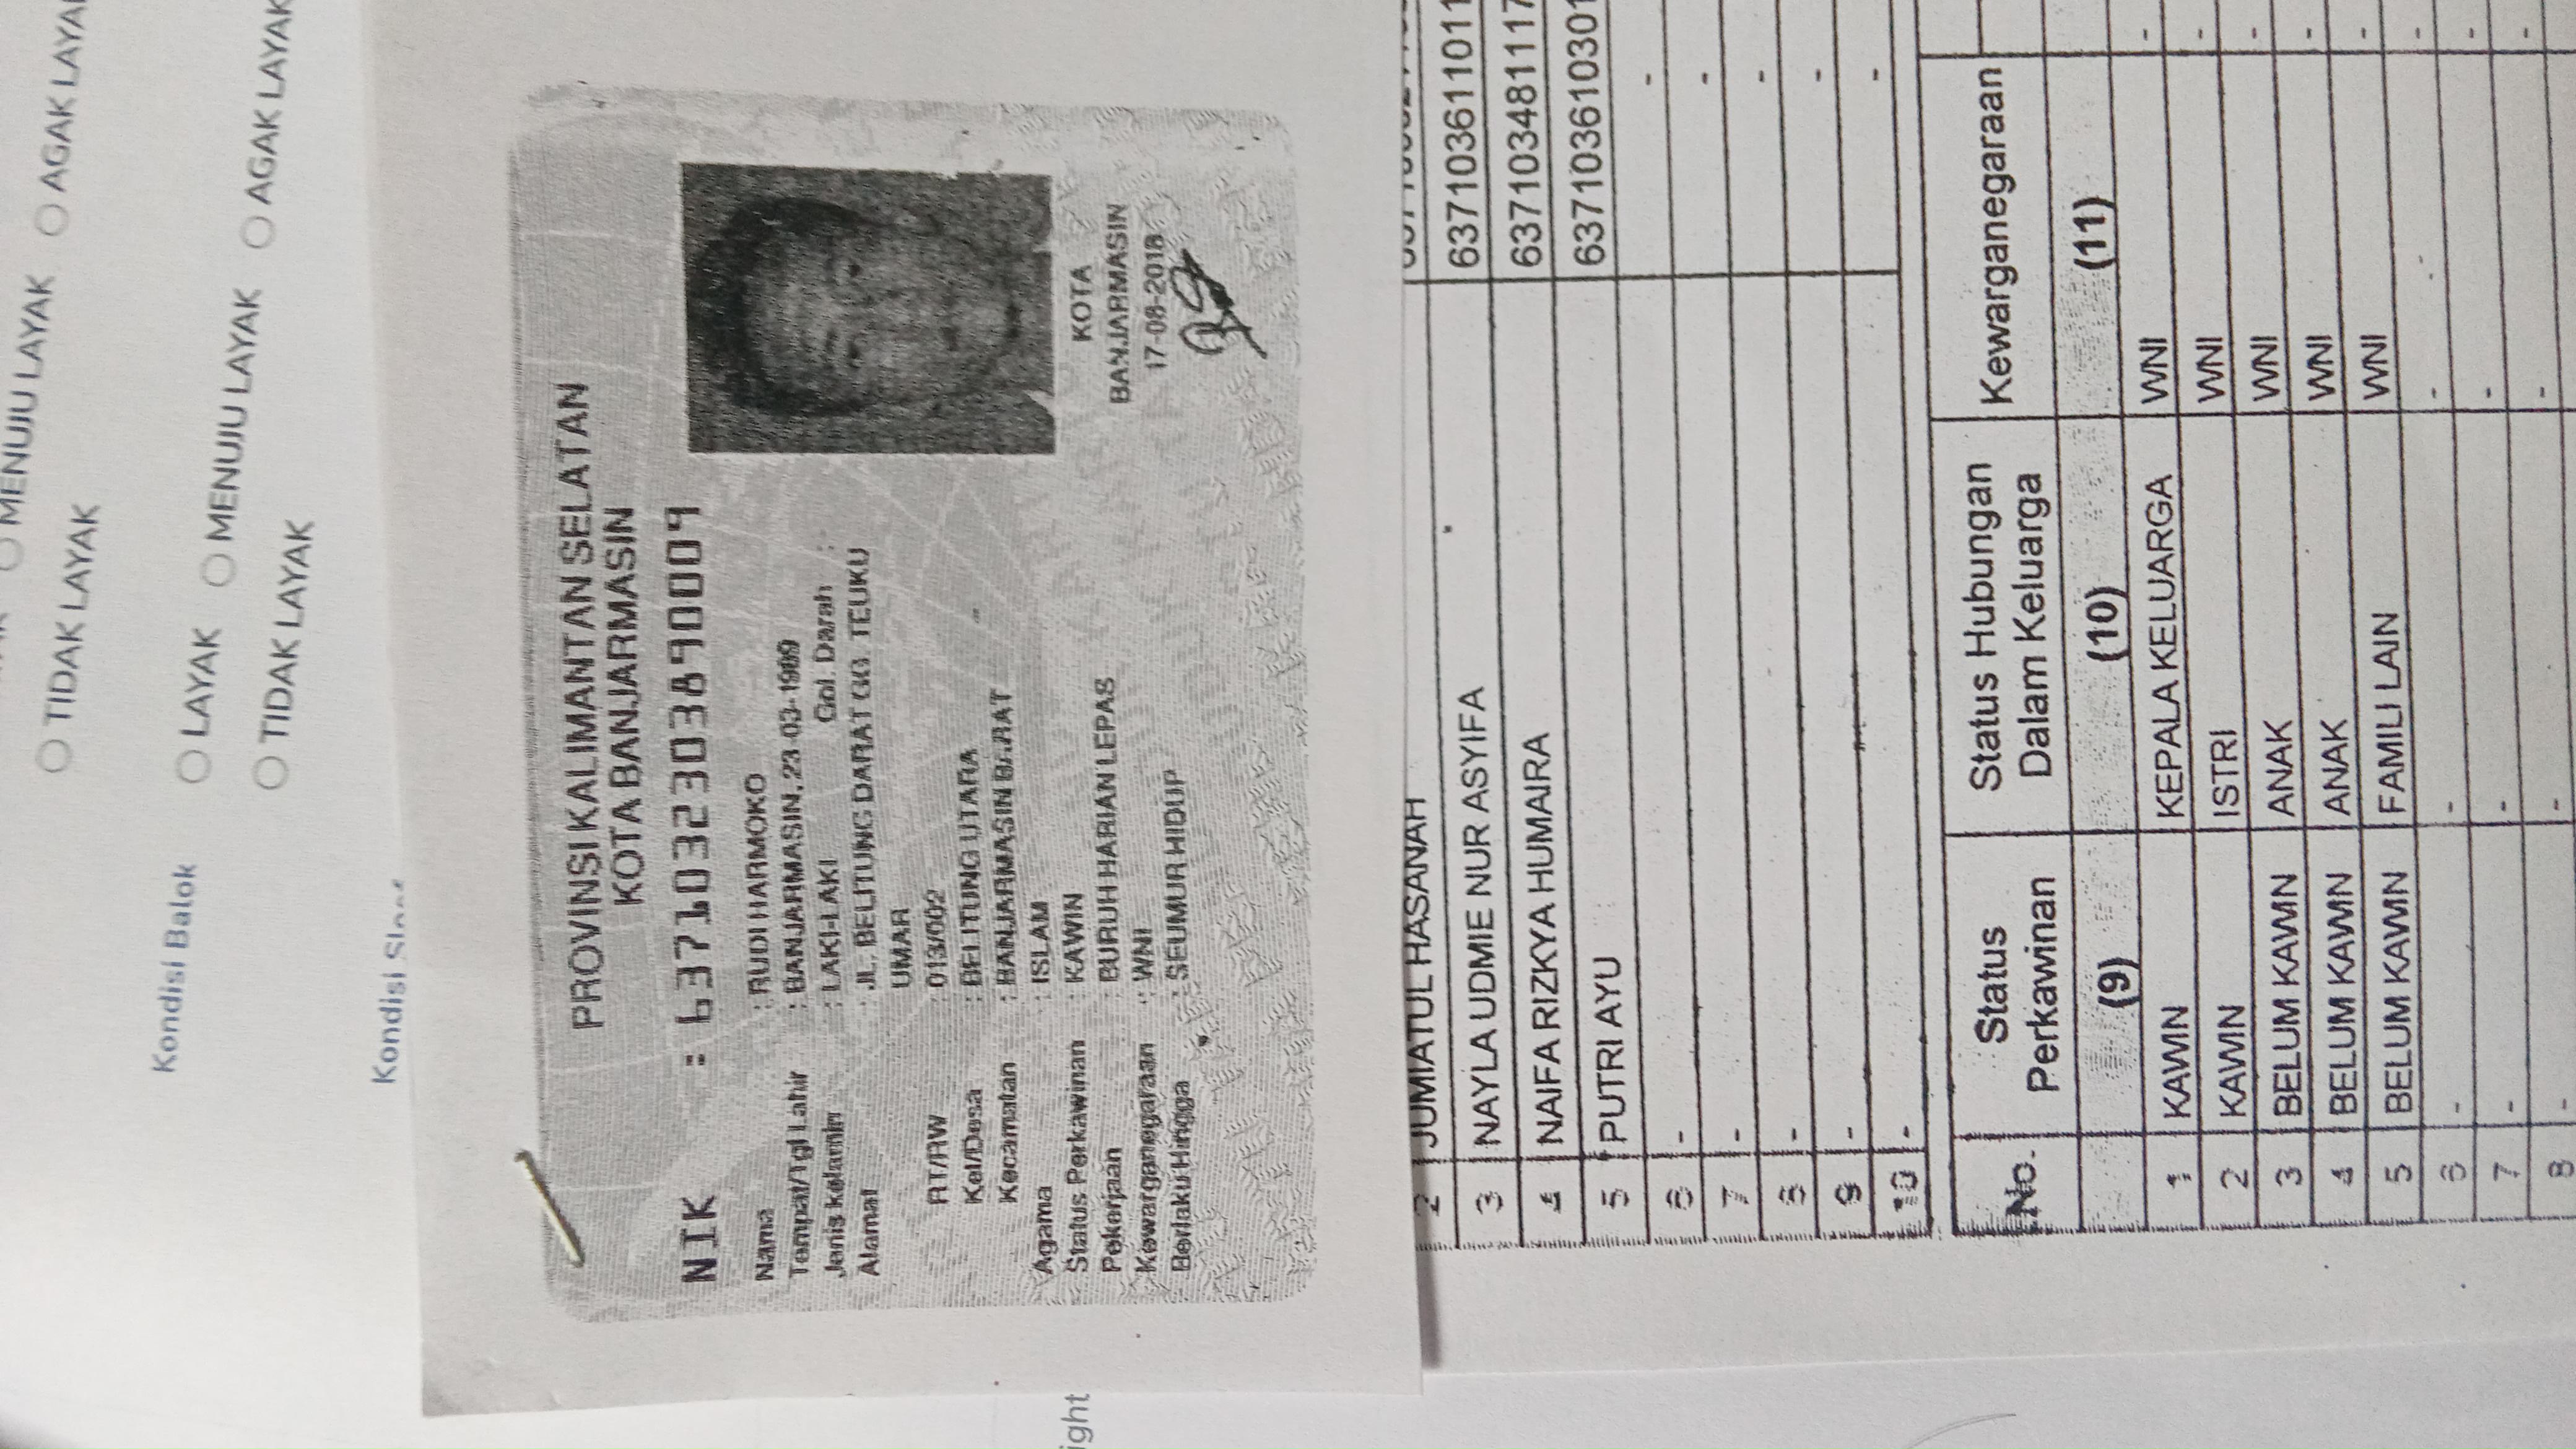 MENUJU LAYAK
AGAK LAYAK
TIDAK LAYAK
Kondisi Balok
LAYAK
MENUJU LAYAK
AGAK LAYAK
TIDAK LAYAK
Kondisi
PROVINSI KALIMANTAN SELATAN
KOTA BANJARMASIN
NIK : 6371032303890009
Nama : RUDI HARMOKO
Tempat/Tgl Lahir : BANJARMASIN, 23-03-1989
Jenis kelamin : LAKI-LAKI Gol. Darah :
Alamat : JL. BELITUNG DARAT GG. TEUKU
UMAR
RT/RW : 013/002
Kel/Desa : BELITUNG UTARA
Kecamatan : BANJARMASIN BARAT
Agama : ISLAM
Status Perkawinan : KAWIN
Pekerjaan : BURUH HARIAN LEPAS
Kewarganegaraan : WNI
Berlaku Hingga : SEUMUR HIDUP
KOTA
BANJARMASIN
17-08-2018
2 JUMIATUL HASANAH
3 NAYLA UDMIE NUR ASYIFA 63710361101
4 NAIFA RIZKYA HUMAIRA 63710348111
5 PUTRI AYU 63710361030
6 - -
7 - -
8 - -
9 - -
10 - -
No. Status Perkawinan Status Hubungan Dalam Keluarga Kewarganegaraan
(9) (10) (11)
1 KAWIN KEPALA KELUARGA WNI -
2 KAWIN ISTRI WNI -
3 BELUM KAWIN ANAK WNI -
4 BELUM KAWIN ANAK WNI -
5 BELUM KAWIN FAMILI LAIN WNI -
6 - - - -
7 - - - -
8 - - - -
ight